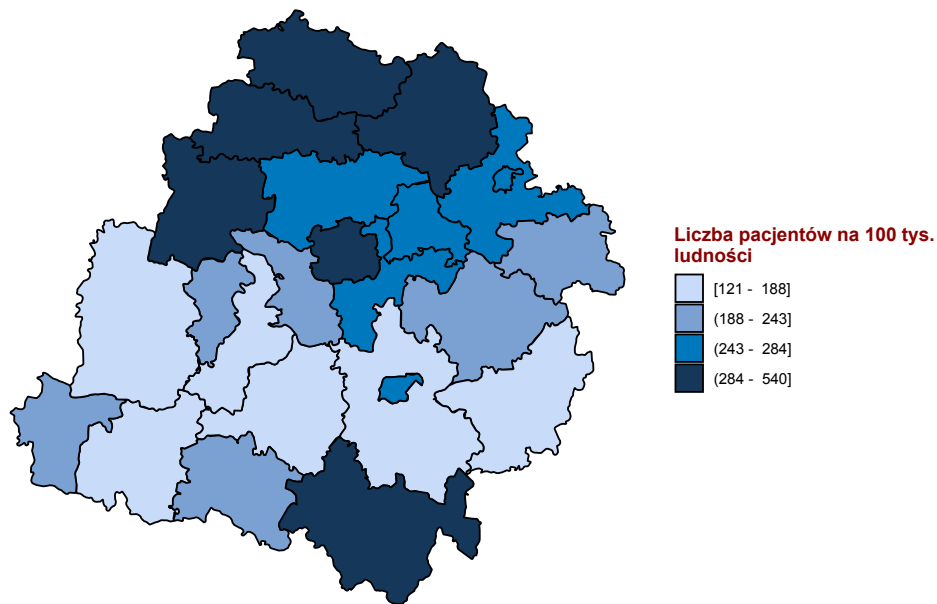 Liczba pacjentów na 100 tys.
ludności
[121 - 188]
(188 - 243]
(243 - 284]
(284 - 540]